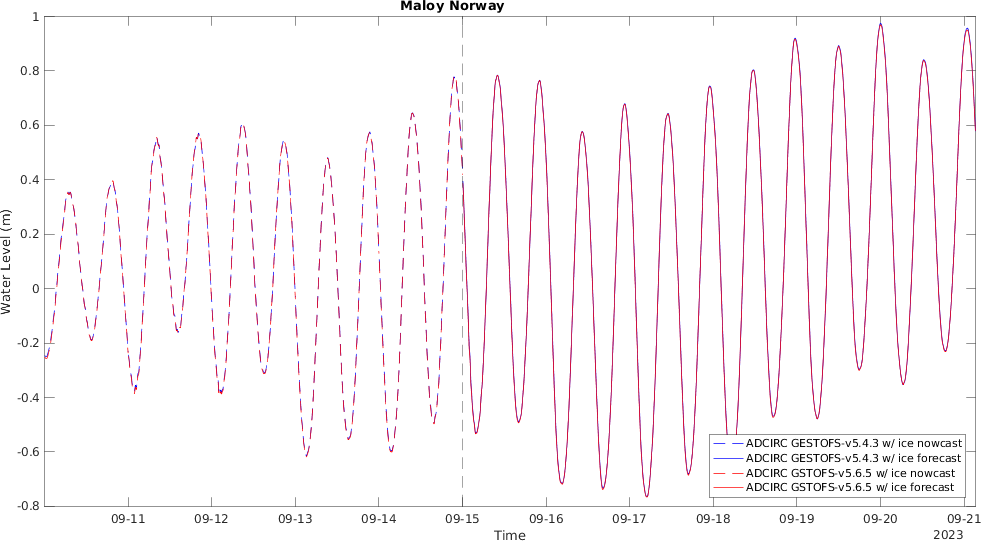 Maloy Norway
1
0.8
0.6
0.4
0.2
0
-0.2
-0.4
-0.6
-0.8
Water Level (m)
ADCIRC GESTOFS-v5.4.3 w/ ice nowcast
ADCIRC GESTOFS-v5.4.3 w/ ice forecast
ADCIRC GSTOFS-v5.6.5 w/ ice nowcast
ADCIRC GSTOFS-v5.6.5 w/ ice forecast
09-11 09-12 09-13 09-14 09-15 09-16 09-17 09-18 09-19 09-20 09-21
Time
2023